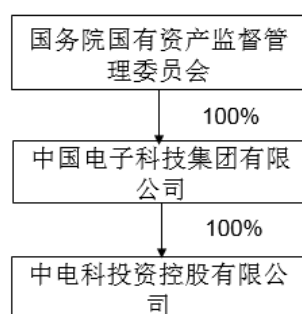 国务院国有资产监督管
理委员会
100%
中国电子科技集团有限
公司
100%
中电科投资控股有限公
司